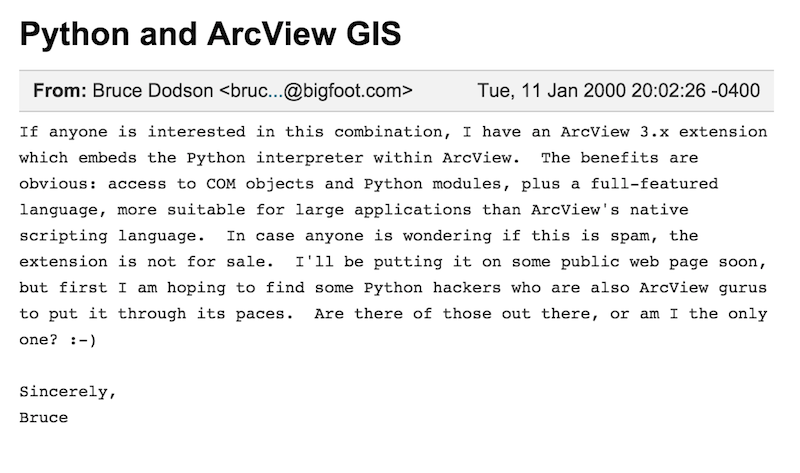 Python and ArcView GIS
From: Bruce Dodson <bruc...@bigfoot.com> Tue, 11 Jan 2000 20:02:26 -0400
If anyone is interested in this combination, I have an ArcView 3.x extension
which embeds the Python interpreter within ArcView.  The benefits are
obvious: access to COM objects and Python modules, plus a full-featured
language, more suitable for large applications than ArcView's native
scripting language.  In case anyone is wondering if this is spam, the
extension is not for sale.  I'll be putting it on some public web page soon,
but first I am hoping to find some Python hackers who are also ArcView gurus
to put it through its paces.  Are there of those out there, or am I the only
one? :-)
Sincerely,
Bruce